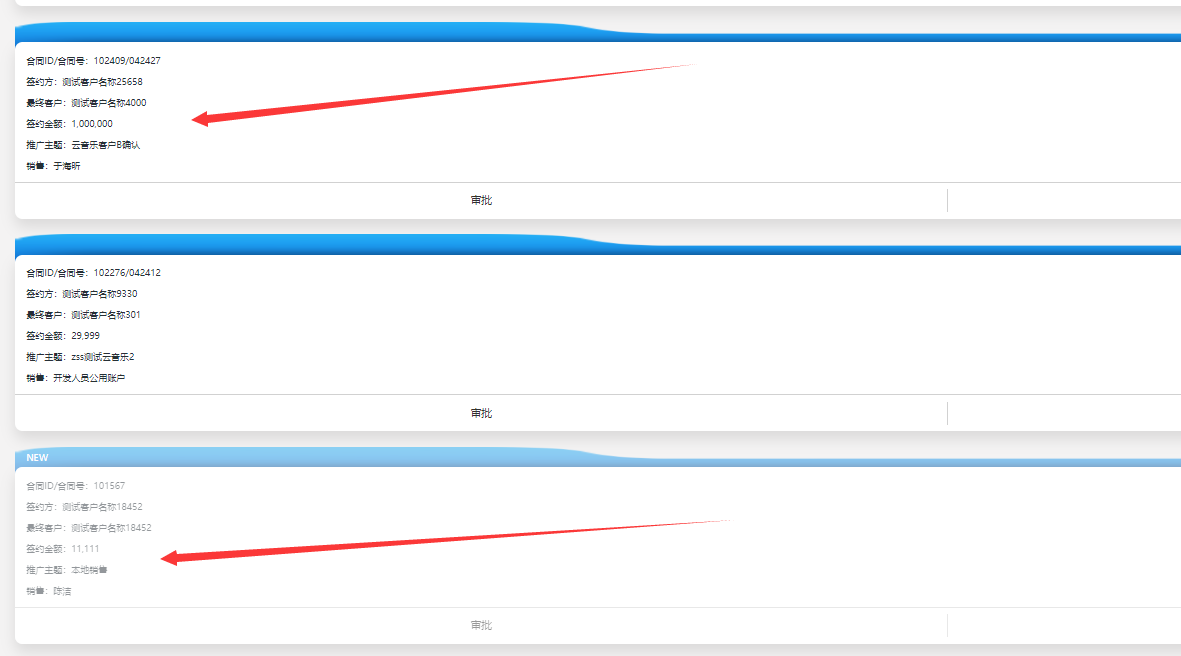 合同ID/合同号：102409/042427
签约方：测试客户名称25658
最终客户：测试客户名称4000
签约金额：1,000,000
推广主题：云音乐客户B确认
销售：于海昕
审批
合同ID/合同号：102276/042412
签约方：测试客户名称9330
最终客户：测试客户名称301
签约金额：29,999
推广主题：zss测试云音乐2
销售：开发人员公用账户
审批
NEW
合同ID/合同号：101567
签约方：测试客户名称18452
最终客户：测试客户名称18452
签约金额：11,111
推广主题：本地销售
销售：陈洁
审批